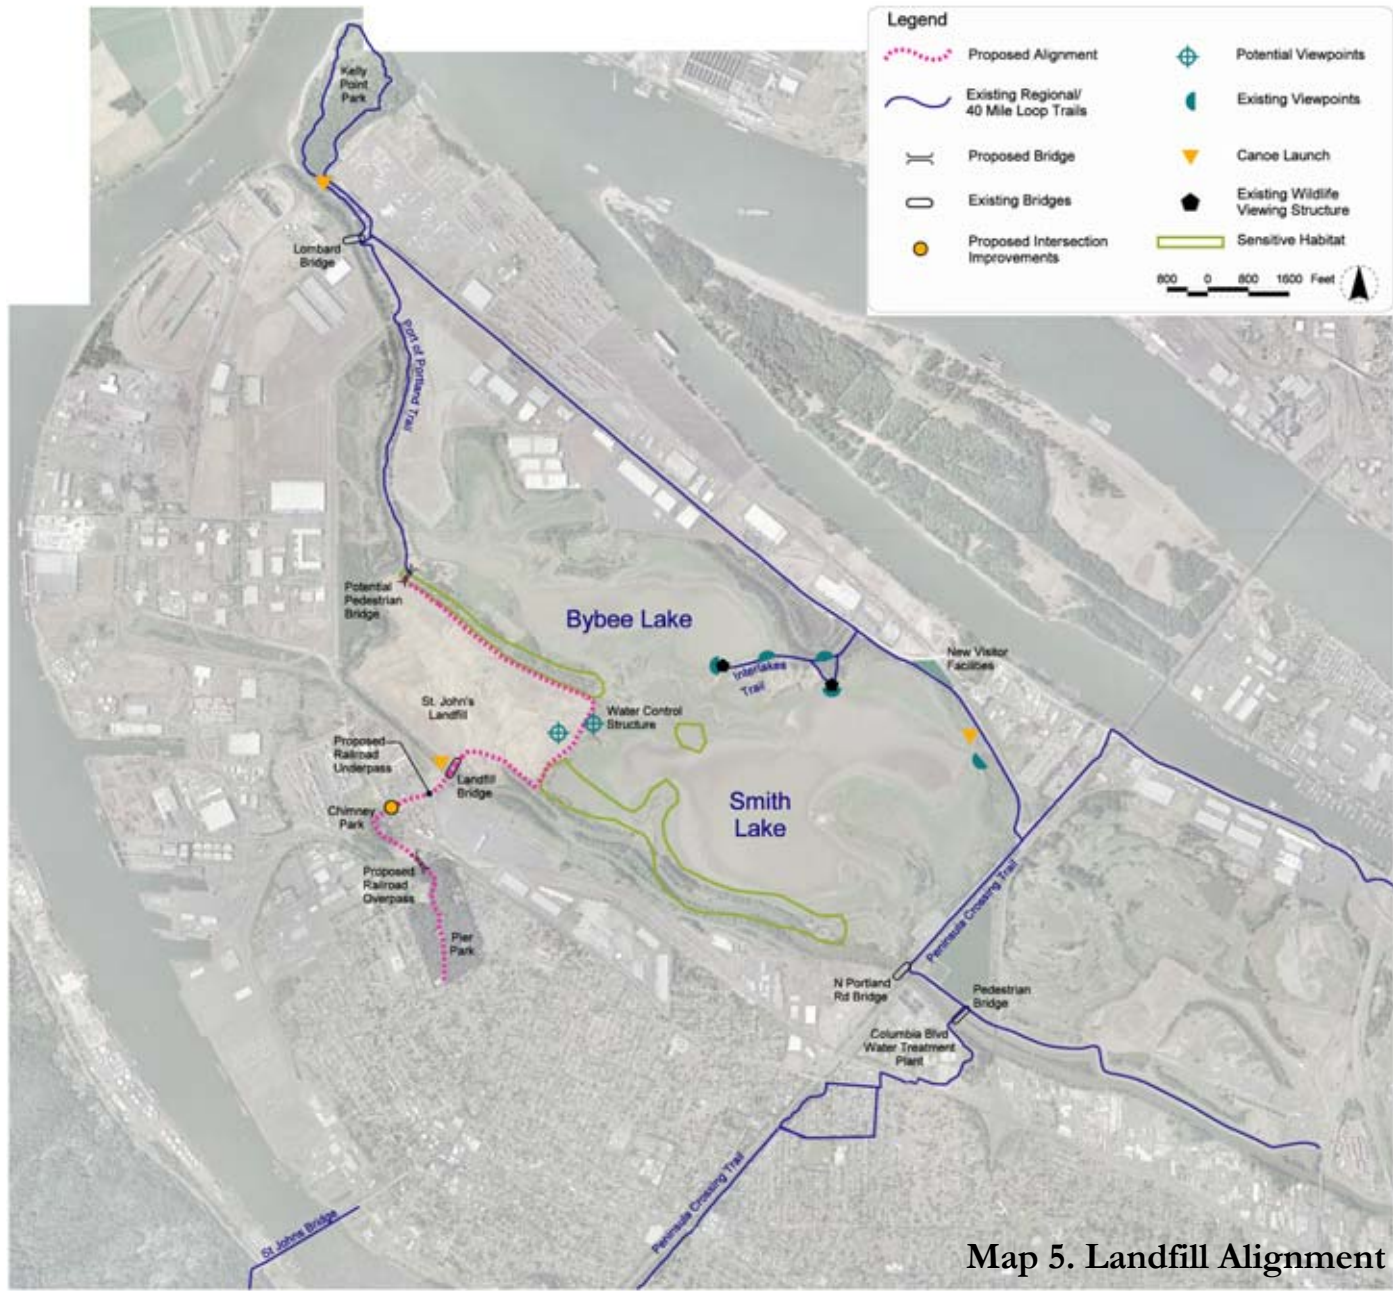 Legend
Proposed Alignment
Existing Regional/
40 Mile Loop Trails
Proposed Bridge
Existing Bridges
Proposed Intersection
Improvements
Potential Viewpoints
Existing Viewpoints
Canoe Launch
Existing Wildlife
Viewing Structure
Sensitive Habitat
800 0 800 1600 Feet
Kelly
Point
Park
Lombard
Bridge
Port of Portland Trail
Potential
Pedestrian
Bridge
Bybee Lake
Interlakes
Trail
New Visitor
Facilities
St. John's
Landfill
Water Control
Structure
Proposed
Railroad
Underpass
Landfill
Bridge
Chimney
Park
Smith
Lake
Proposed
Railroad
Overpass
Pier
Park
Peninsula Crossing Trail
N Portland
Rd Bridge
Pedestrian
Bridge
Columbia Blvd
Water Treatment
Plant
Peninsula Crossing Trail
St Johns Bridge
Map 5. Landfill Alignment